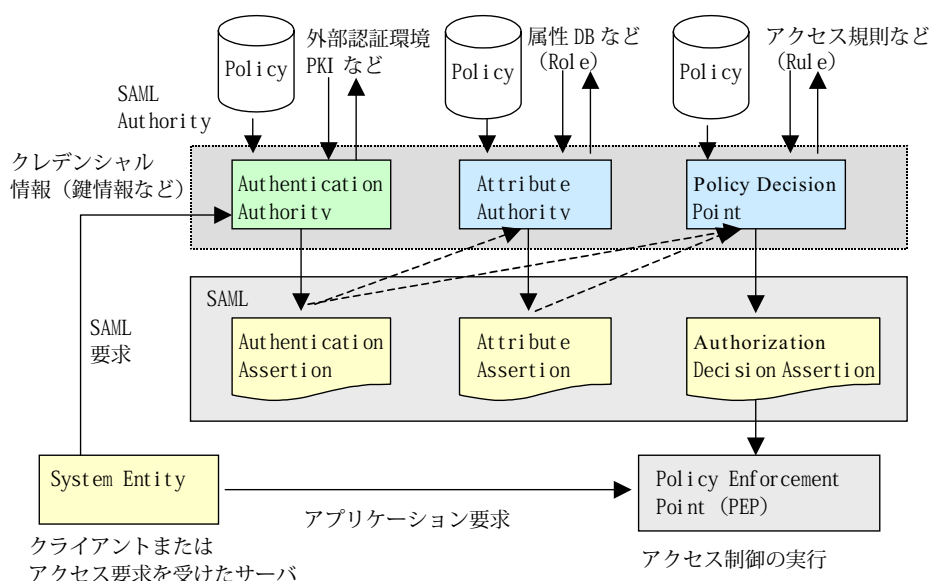 外部認証環境
PKI など
属性 DB など
(Role)
アクセス規則など
(Rule)
Policy
Policy
Policy
SAML
Authority
クレデンシャル
情報（鍵情報など）
Authentication
Authority
Attribute
Authority
Policy Decision
Point
SAML
SAML
要求
Authentication
Assertion
Attribute
Assertion
Authorization
Decision Assertion
System Entity
Policy Enforcement
Point (PEP)
アプリケーション要求
クライアントまたは
アクセス要求を受けたサーバ
アクセス制御の実行